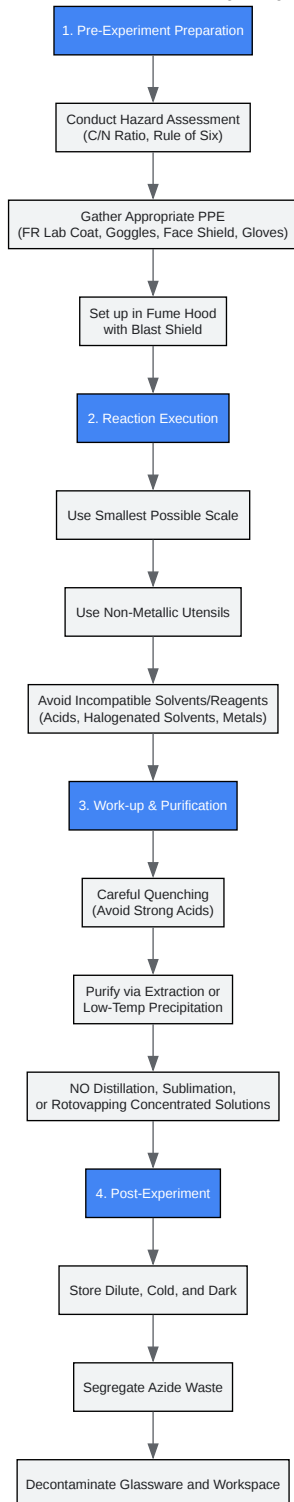 1. Pre-Experiment Preparation
Conduct Hazard Assessment
(C/N Ratio, Rule of Six)
Gather Appropriate PPE
(FR Lab Coat, Goggles, Face Shield, Gloves)
Set up in Fume Hood
with Blast Shield
2. Reaction Execution
Use Smallest Possible Scale
Use Non-Metallic Utensils
Avoid Incompatible Solvents/Reagents
(Acids, Halogenated Solvents, Metals)
3. Work-up & Purification
Careful Quenching
(Avoid Strong Acids)
Purify via Extraction or
Low-Temp Precipitation
NO Distillation, Sublimation,
or Rotovapping Concentrated Solutions
4. Post-Experiment
Store Dilute, Cold, and Dark
Segregate Azide Waste
Decontaminate Glassware and Workspace